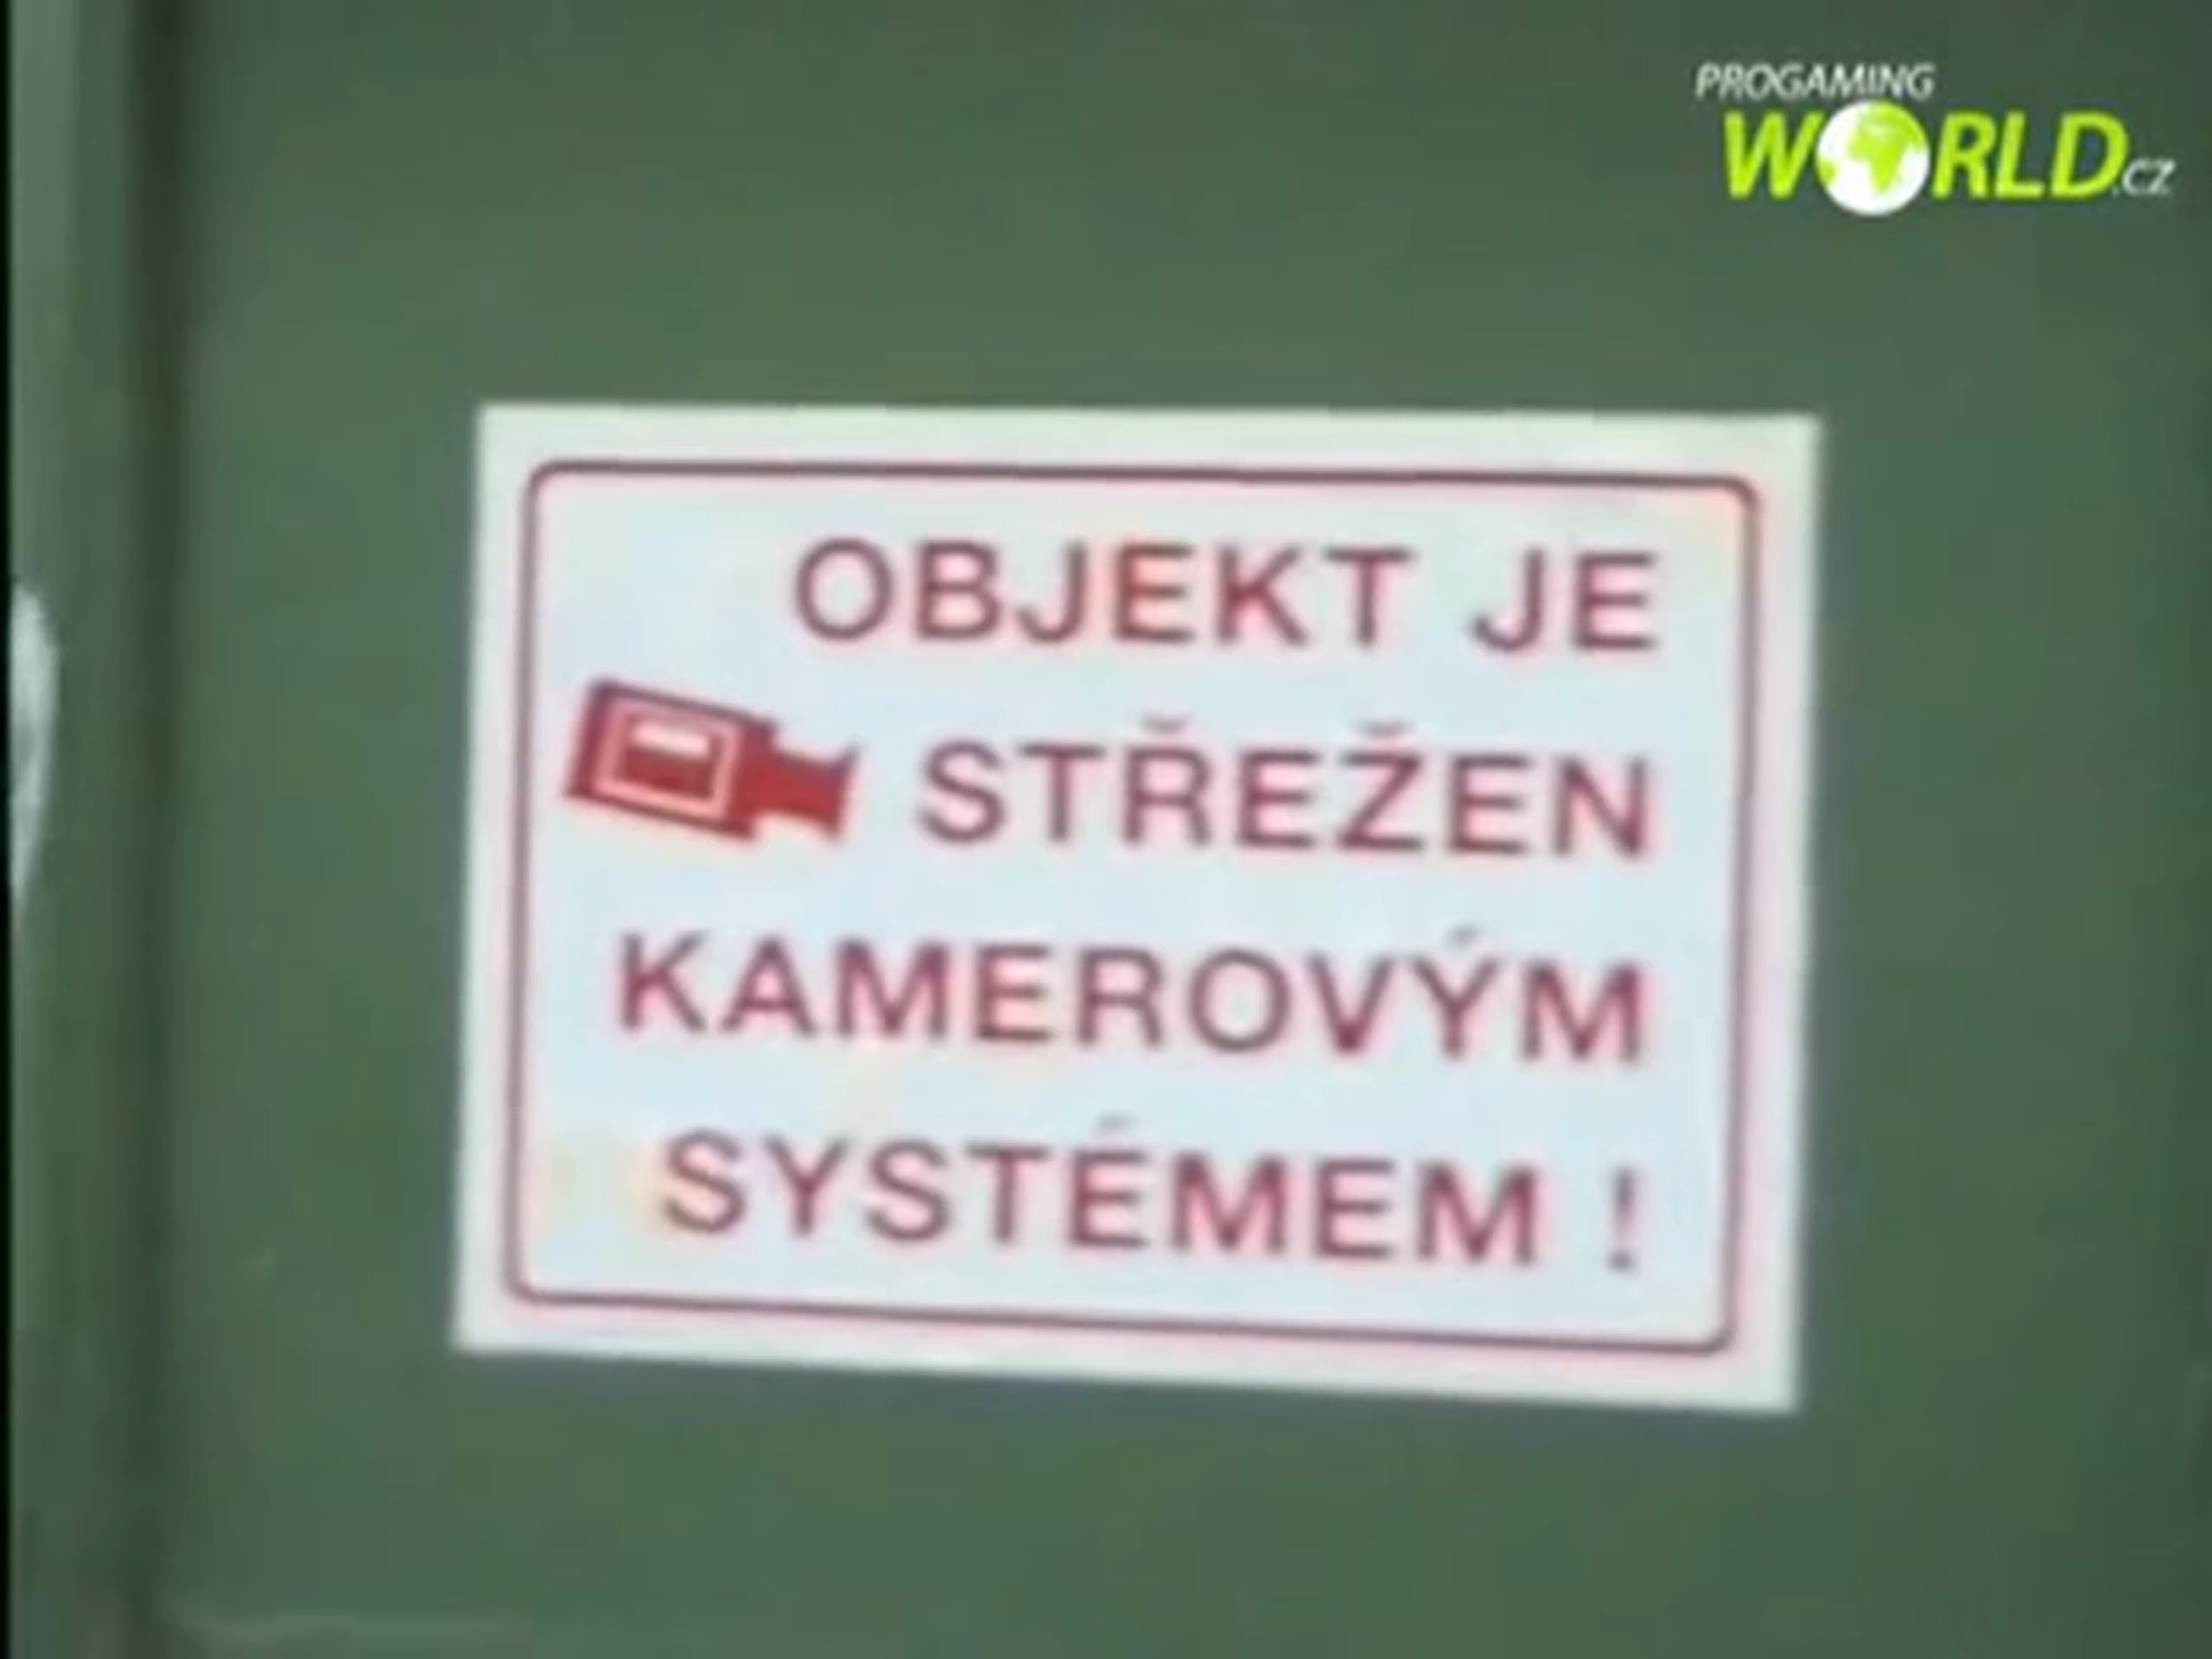 PROGAMING
WORLD.cz
OBJEKT JE
STŘEŽEN
KAMEROVÝM
SYSTÉMEM !